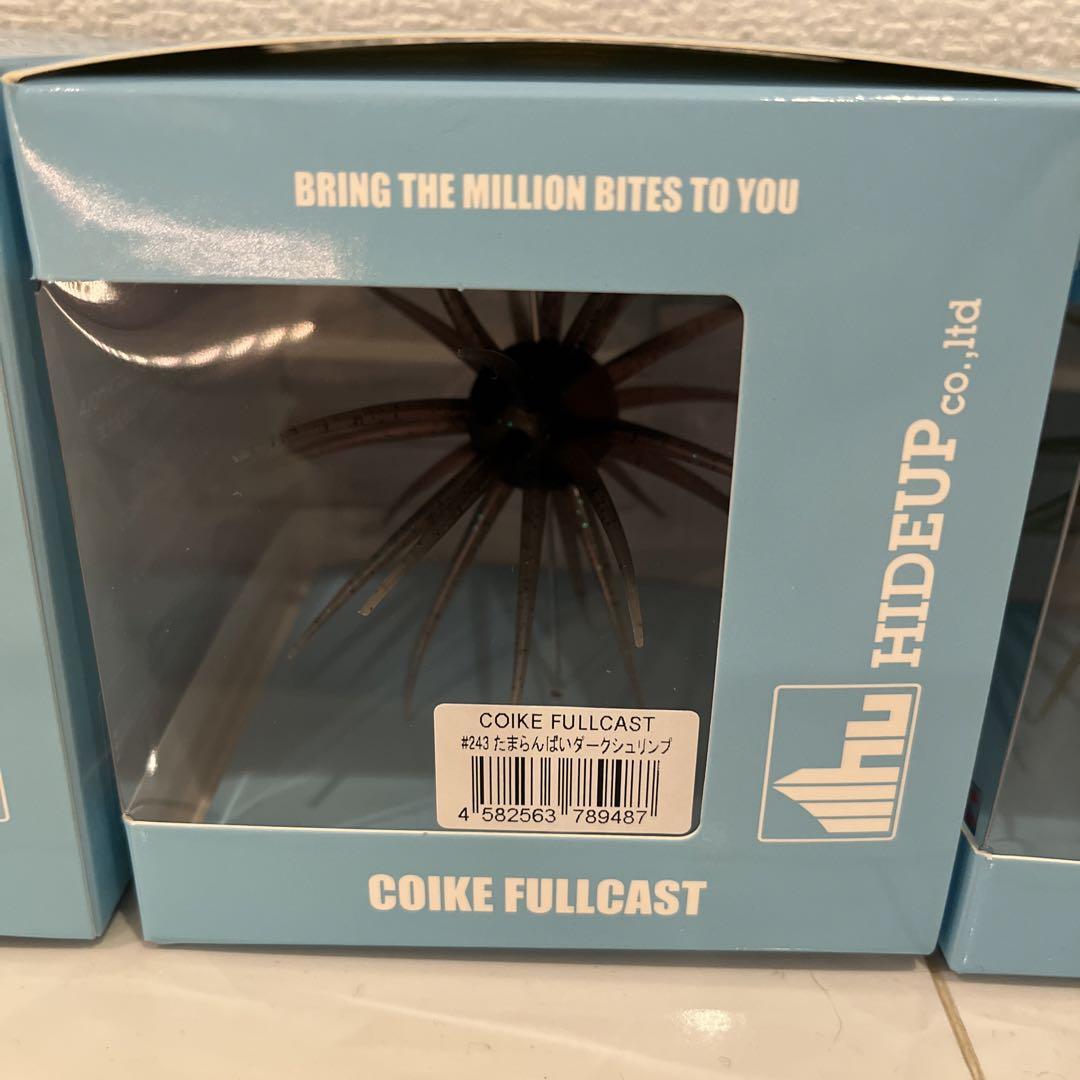 BRING THE MILLION BITES TO YOU
HIDEUP co.,ltd
COIKE FULLCAST
#243 たまらんばいダークシュリンプ
4 582563 789487
COIKE FULLCAST